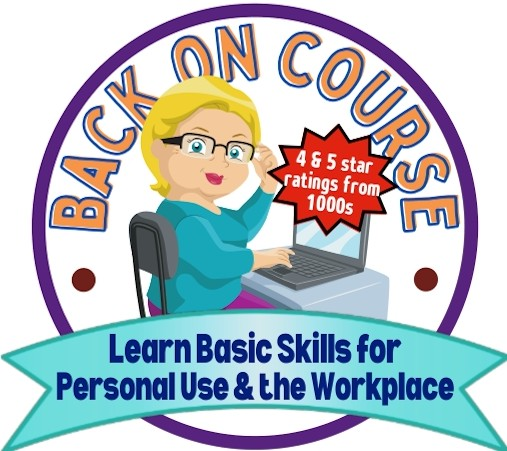 BACK ON COURSE
4 & 5 star
ratings from
1000s
Learn Basic Skills for
Personal Use & the Workplace